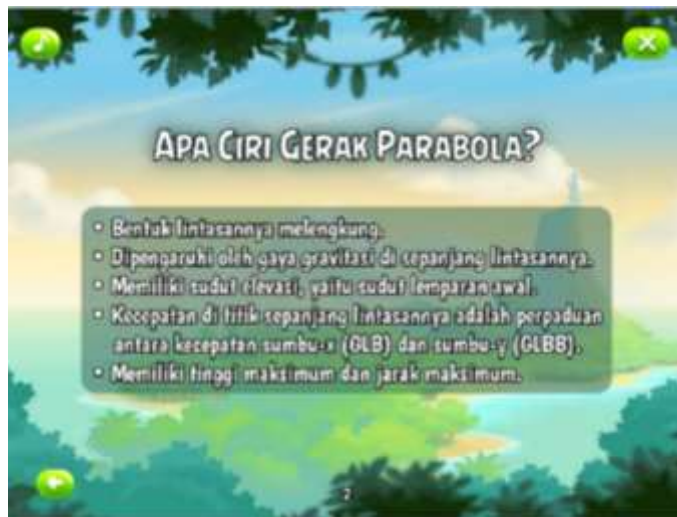 APA CIRI GERAK PARABOLA?
• Bentuk lintasannya melengkung.
• Dipengaruhi oleh gaya gravitasi di sepanjang lintasannya.
• Memiliki sudut elevasi, yaitu sudut lemparan awal.
• Kecepatan di titik sepanjang lintasannya adalah perpaduan
antara kecepatan sumbu-x (GLB) dan sumbu-y (GLBB).
• Memiliki tinggi maksimum dan jarak maksimum.
2